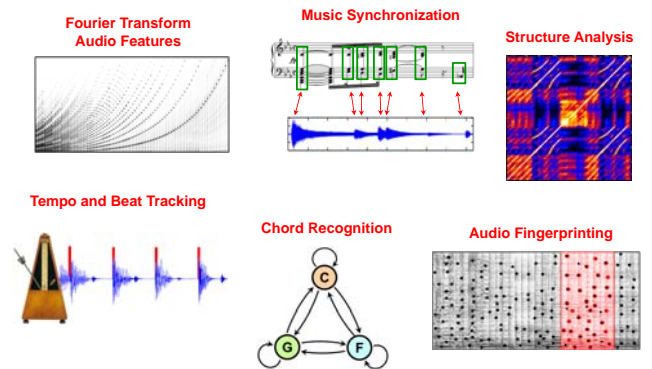 Fourier Transform
Audio Features
Music Synchronization
Structure Analysis
Tempo and Beat Tracking
Chord Recognition
C
G
F
Audio Fingerprinting